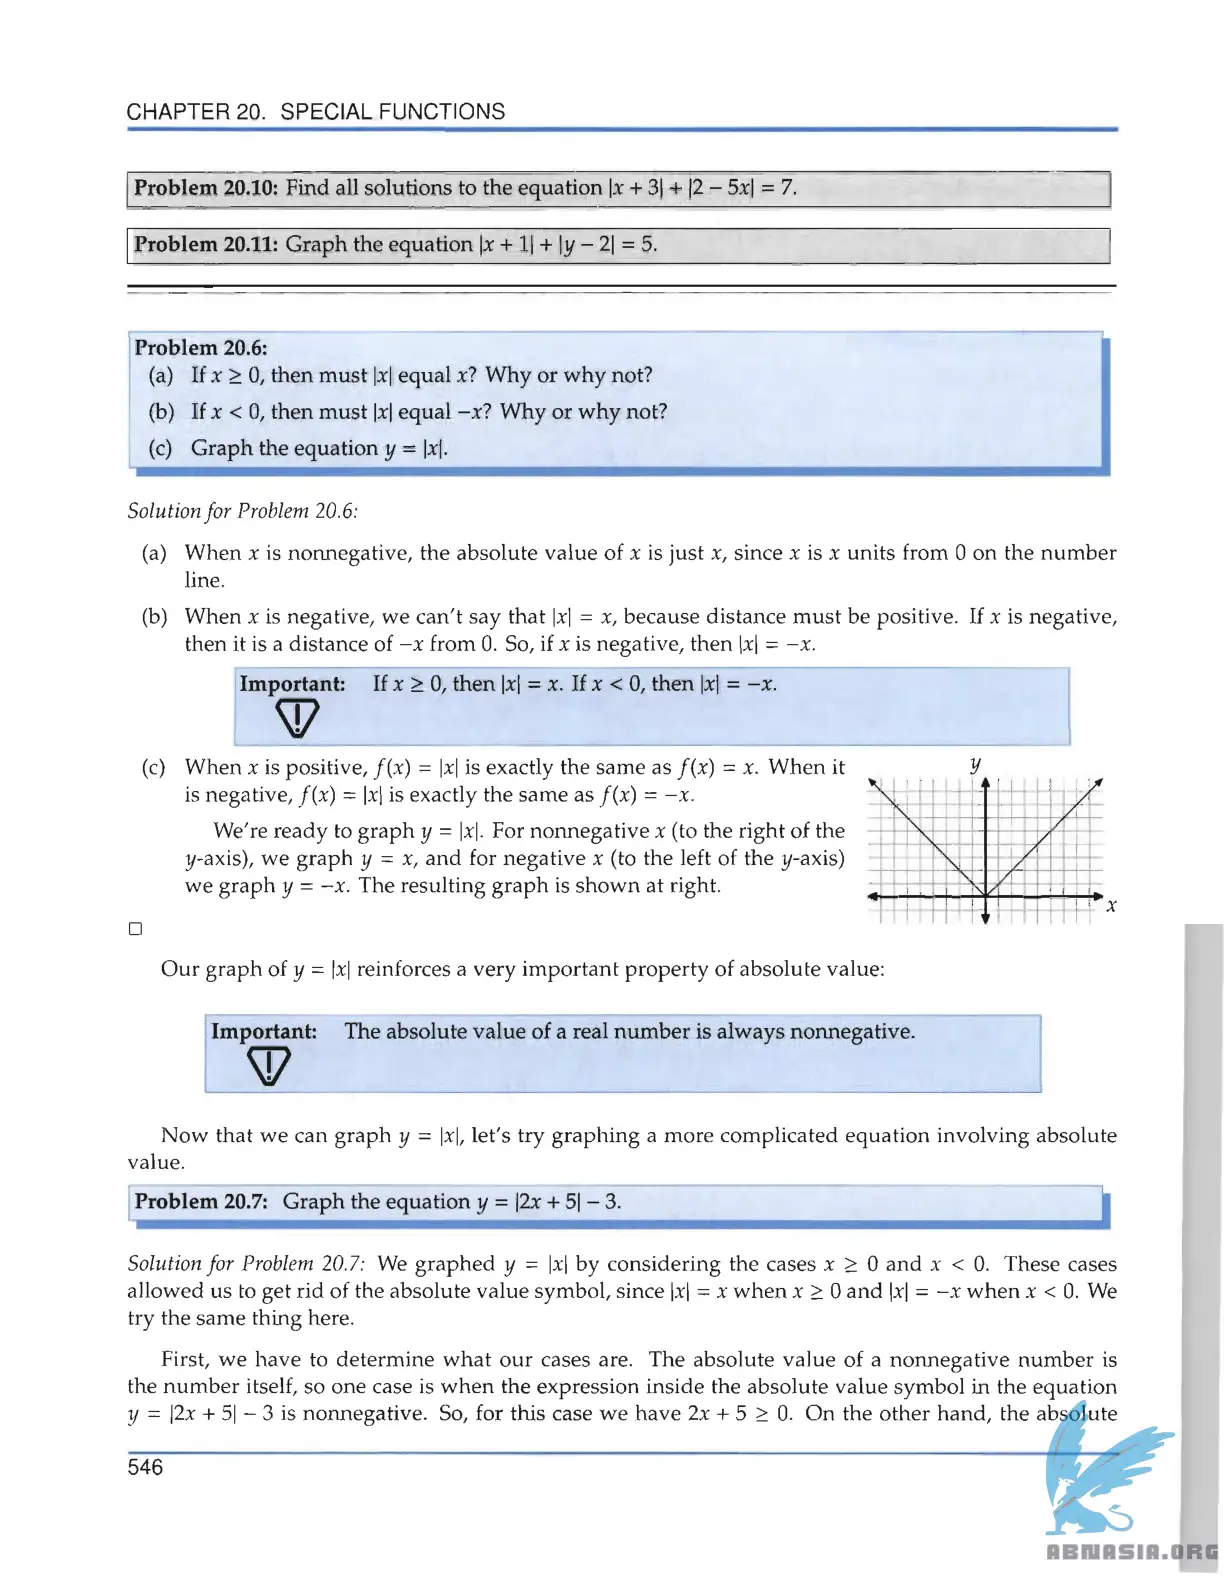 CHAPTER 20. SPECIAL FUNCTIONS
Problem 20.10: Find all solutions to the equation |x + 3| + |2 − 5x| = 7.
Problem 20.11: Graph the equation |x + 1| + |y − 2| = 5.
Problem 20.6:
(a) If x ≥ 0, then must |x| equal x? Why or why not?
(b) If x < 0, then must |x| equal −x? Why or why not?
(c) Graph the equation y = |x|.
Solution for Problem 20.6:
(a) When x is nonnegative, the absolute value of x is just x, since x is x units from 0 on the number
line.
(b) When x is negative, we can't say that |x| = x, because distance must be positive. If x is negative,
then it is a distance of −x from 0. So, if x is negative, then |x| = −x.
Important: If x ≥ 0, then |x| = x. If x < 0, then |x| = −x.
(c) When x is positive, f(x) = |x| is exactly the same as f(x) = x. When it
is negative, f(x) = |x| is exactly the same as f(x) = −x.
We're ready to graph y = |x|. For nonnegative x (to the right of the
y-axis), we graph y = x, and for negative x (to the left of the y-axis)
we graph y = −x. The resulting graph is shown at right.
y
x
□
Our graph of y = |x| reinforces a very important property of absolute value:
Important: The absolute value of a real number is always nonnegative.
Now that we can graph y = |x|, let's try graphing a more complicated equation involving absolute
value.
Problem 20.7: Graph the equation y = |2x + 5| − 3.
Solution for Problem 20.7: We graphed y = |x| by considering the cases x ≥ 0 and x < 0. These cases
allowed us to get rid of the absolute value symbol, since |x| = x when x ≥ 0 and |x| = −x when x < 0. We
try the same thing here.
First, we have to determine what our cases are. The absolute value of a nonnegative number is
the number itself, so one case is when the expression inside the absolute value symbol in the equation
y = |2x + 5| − 3 is nonnegative. So, for this case we have 2x + 5 ≥ 0. On the other hand, the absolute
546
ABNASIA.ORG